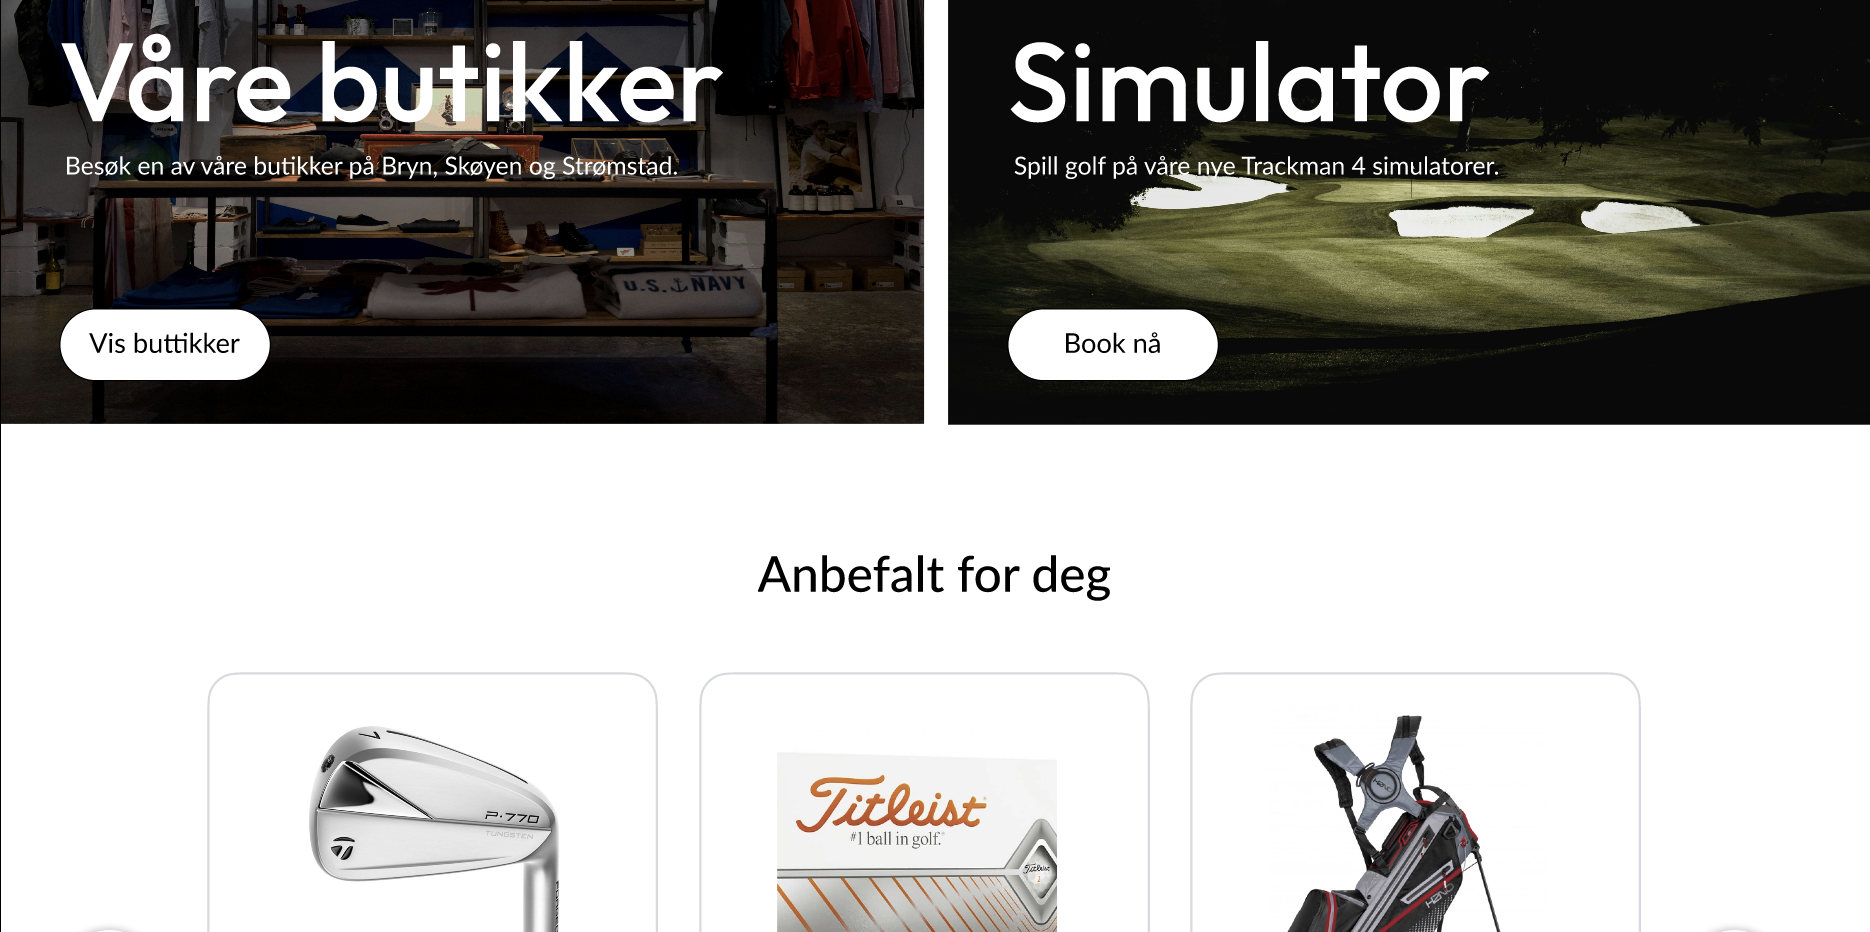 Våre butikker
Besøk en av våre butikker på Bryn, Skøyen og Strømstad.
U.S. NAVY
Vis buttikker
Simulator
Spill golf på våre nye Trackman 4 simulatorer.
Book nå
Anbefalt for deg
7
P·770
TUNGSTEN
Titleist
#1 ball in golf.
Titleist